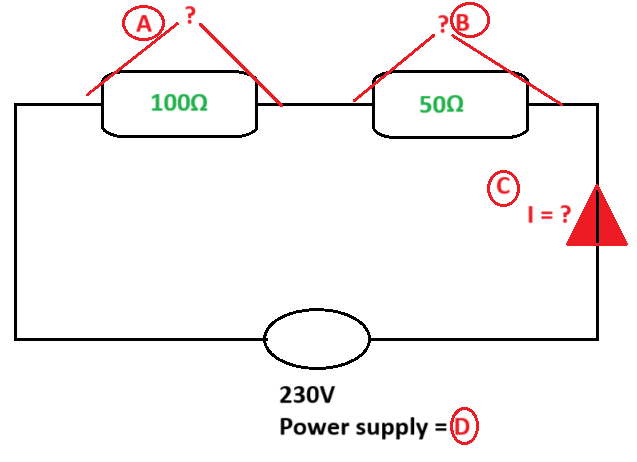 A ?
? B
100Ω
50Ω
C
I = ?
230V
Power supply = D